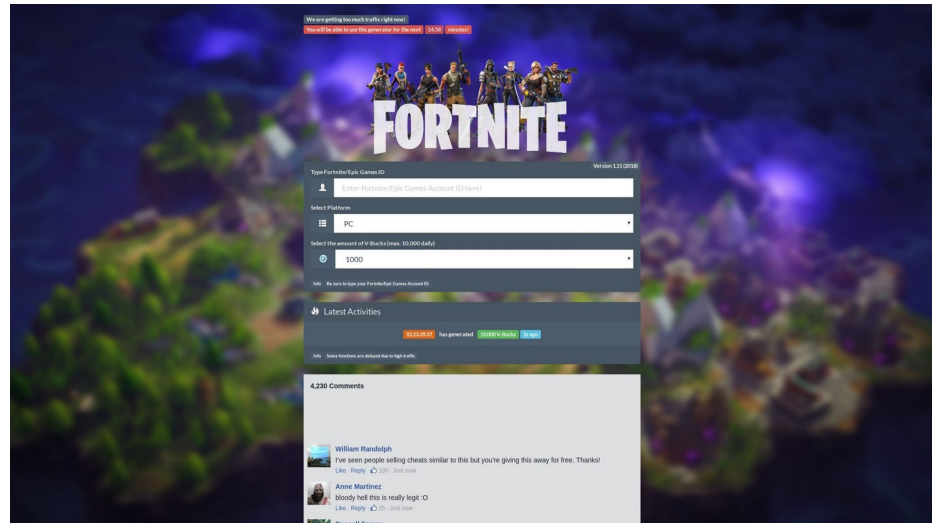 We are getting too much traffic right now!
You will be able to use this generator for the next 14:58 minutes!
FORTNITE
Version 1.11 (2018)
Type Fortnite/Epic Games ID
Enter Fortnite/Epic Games Account ID here!
Select Platform
PC
Select the amount of V-Bucks (max. 10,000 daily)
1000
Info Be sure to type your Fortnite/Epic Games Account ID.
Latest Activities
92.23.39.37 has generated 10,000 V-Bucks 1s ago
Info Some functions are delayed due to high traffic.
4,230 Comments
William Randolph
I've seen people selling cheats similar to this but you're giving this away for free. Thanks!
Like · Reply · 100 · Just now
Anne Martinez
bloody hell this is really legit :O
Like · Reply · 25 · Just now